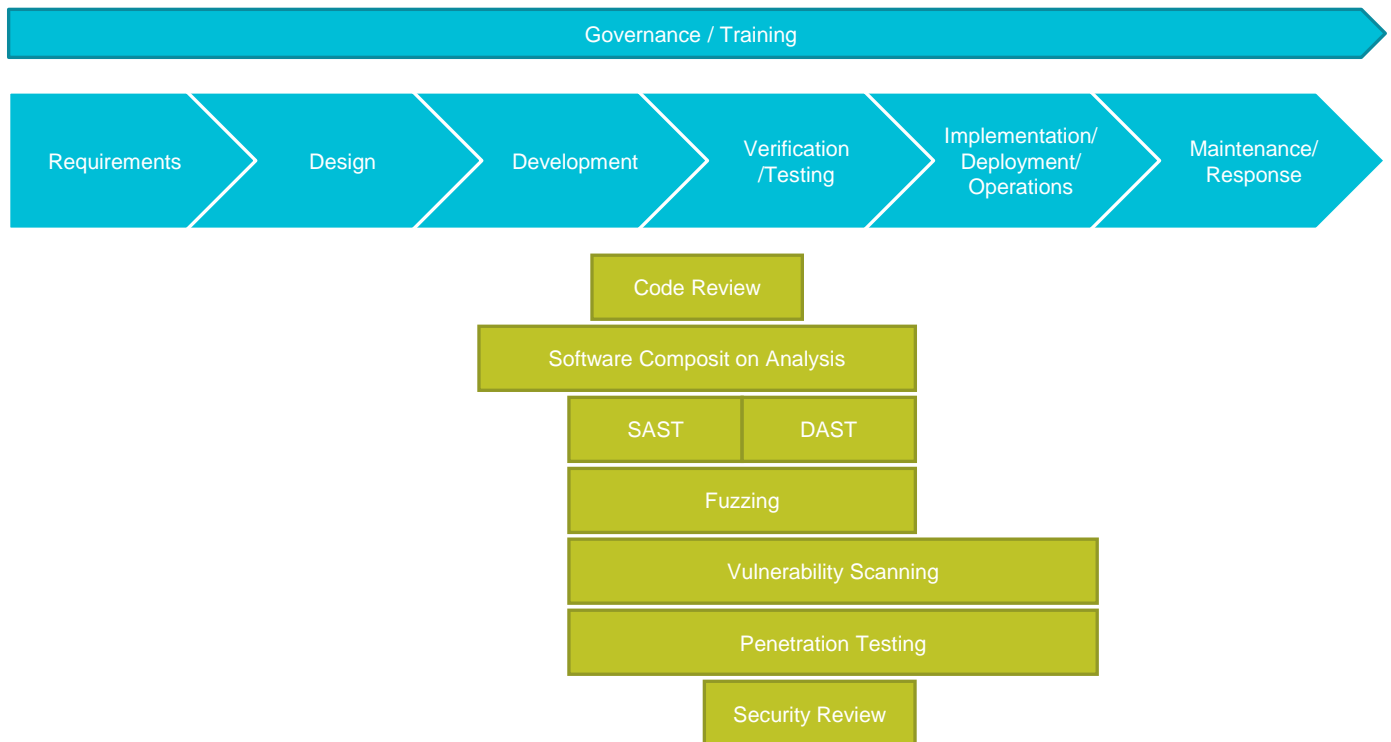 Governance / Training
Requirements
Design
Development
Verification
/Testing
Implementation/
Deployment/
Operations
Maintenance/
Response
Code Review
Software Composit on Analysis
SAST
DAST
Fuzzing
Vulnerability Scanning
Penetration Testing
Security Review